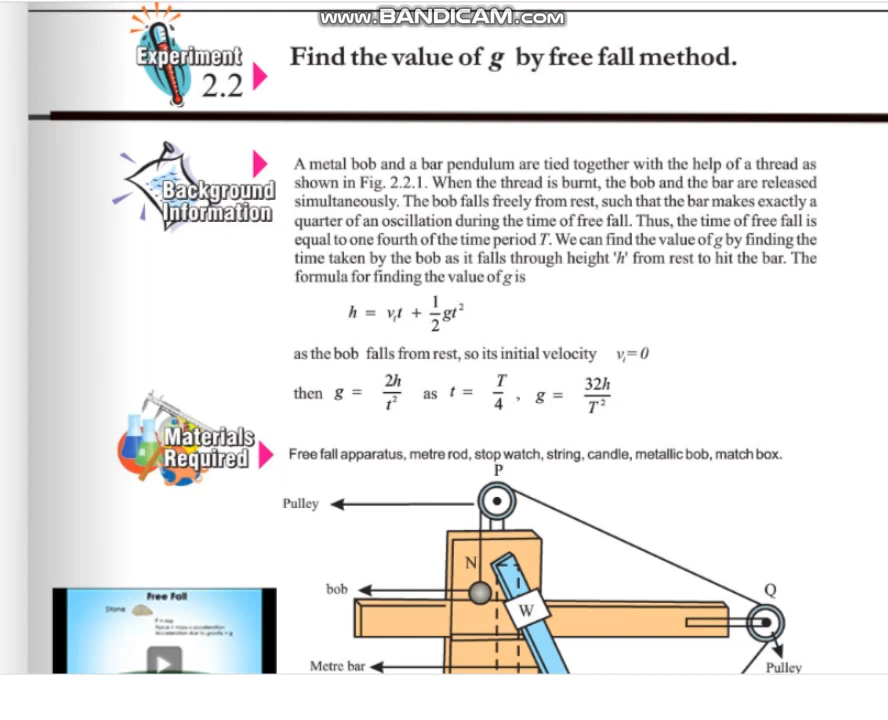 www.BANDICAM.com
Experiment
2.2
Find the value of g by free fall method.
Background
Information
A metal bob and a bar pendulum are tied together with the help of a thread as
shown in Fig. 2.2.1. When the thread is burnt, the bob and the bar are released
simultaneously. The bob falls freely from rest, such that the bar makes exactly a
quarter of an oscillation during the time of free fall. Thus, the time of free fall is
equal to one fourth of the time period T. We can find the value of g by finding the
time taken by the bob as it falls through height 'h' from rest to hit the bar. The
formula for finding the value of g is
h = vᵢt + 1/2 gt²
as the bob falls from rest, so its initial velocity vᵢ=0
then g = 2h/t² as t = T/4 , g = 32h/T²
Materials
Required
Free fall apparatus, metre rod, stop watch, string, candle, metallic bob, match box.
P
Pulley
N
bob
Q
W
Metre bar
Pulley
Free Fall
Stone